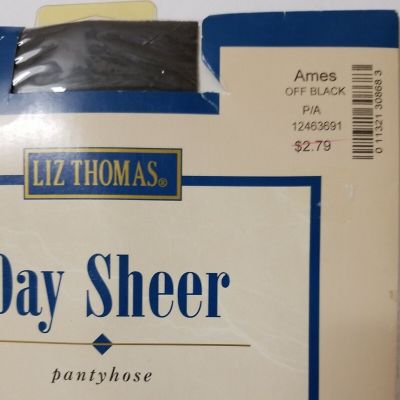 Ames
OFF BLACK
P/A
12463691
$2.79
0 11321 30868 3
LIZ THOMAS®
Day Sheer
pantyhose